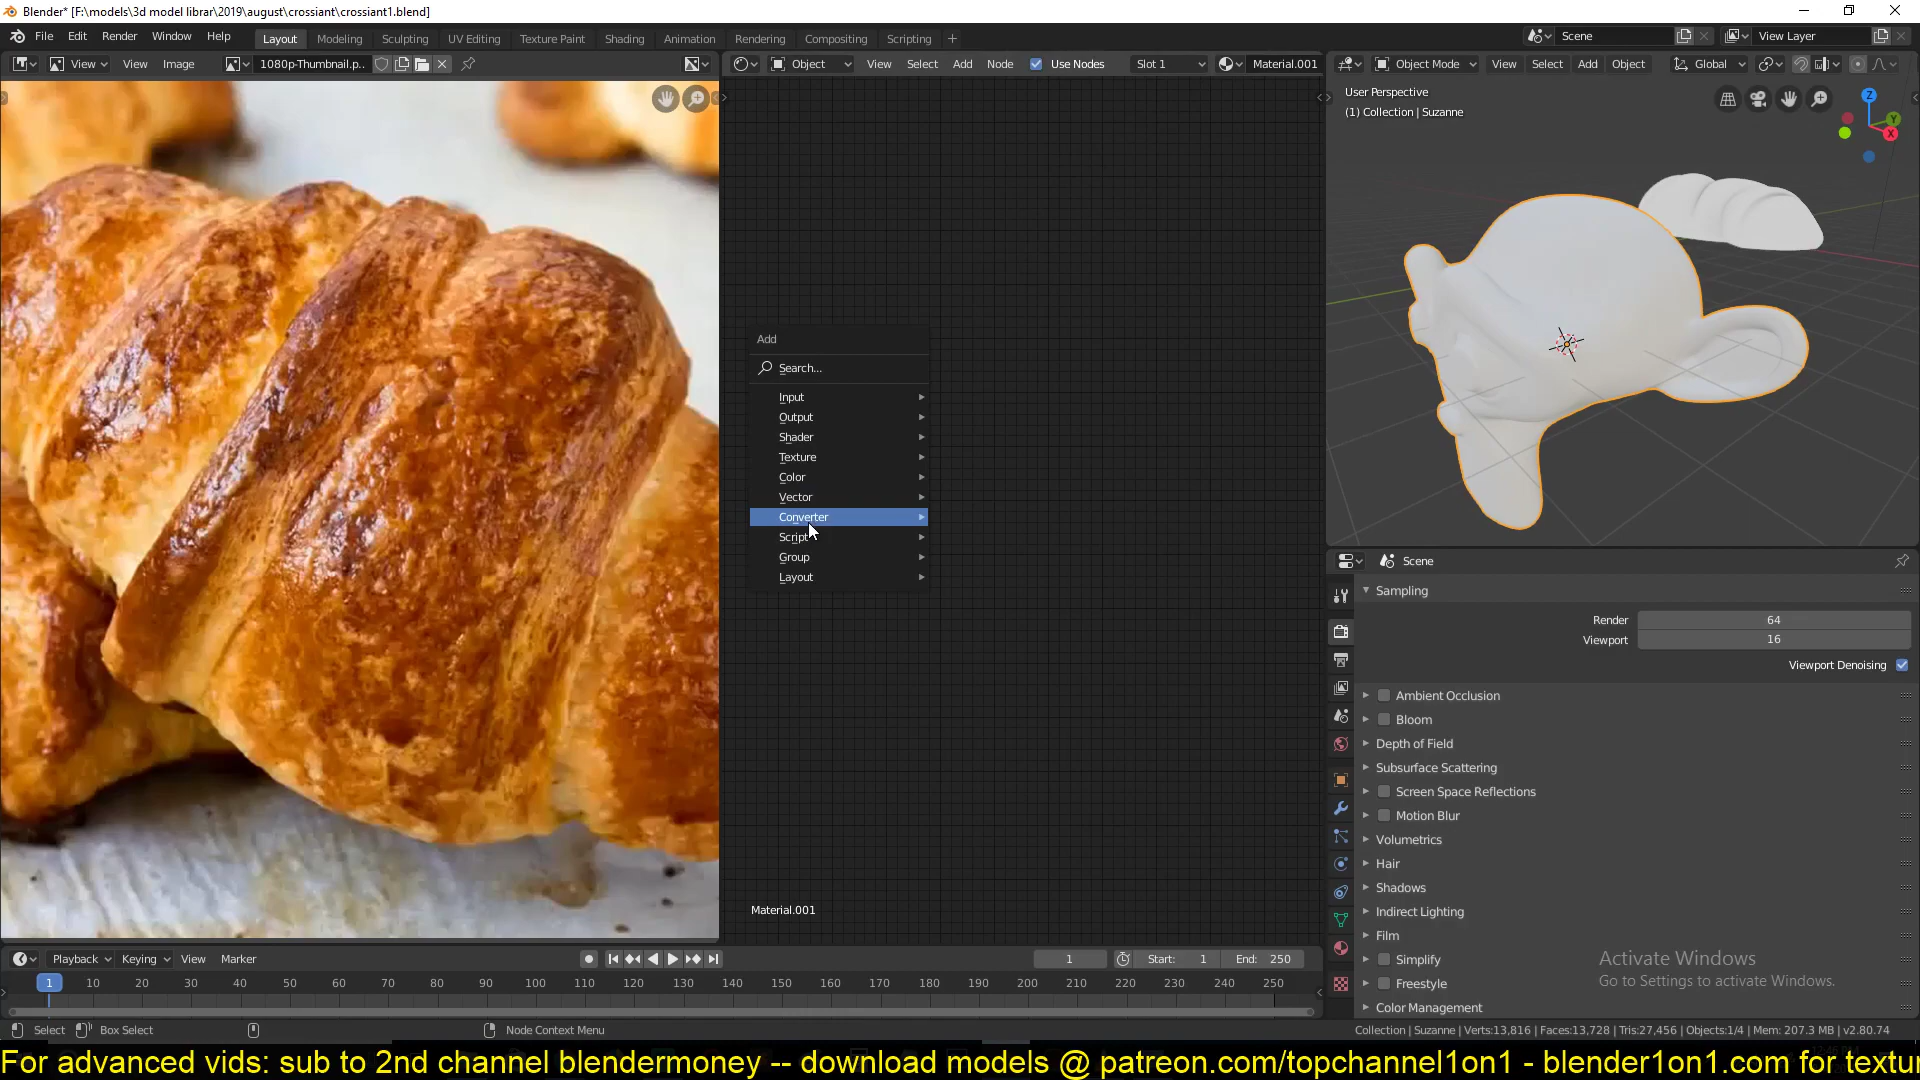 Blender* [F:\models\3d model librar\2019\august\crossiant\crossiant1.blend]
File Edit Render Window Help Layout Modeling Sculpting UV Editing Texture Paint Shading Animation Rendering Compositing Scripting Scene View Layer
View View Image 1080p-Thumbnail.p.. Object View Select Add Node Use Nodes Slot 1 Material.001 Object Mode View Select Add Object Global
User Perspective
(1) Collection | Suzanne
Z
Y
X
Add
Search...
Input
Output
Shader
Texture
Color
Vector
Converter
Script
Group
Layout
Material.001
Scene
Sampling
Render 64
Viewport 16
Viewport Denoising
Ambient Occlusion
Bloom
Depth of Field
Subsurface Scattering
Screen Space Reflections
Motion Blur
Volumetrics
Hair
Shadows
Indirect Lighting
Film
Simplify
Freestyle
Color Management
Activate Windows
Go to Settings to activate Windows.
Playback Keying View Marker 1 Start: 1 End: 250
1 10 20 30 40 50 60 70 80 90 100 110 120 130 140 150 160 170 180 190 200 210 220 230 240 250
Select Box Select Node Context Menu Collection | Suzanne | Verts:13,816 | Faces:13,728 | Tris:27,456 | Objects:1/4 | Mem: 207.3 MB | v2.80.74
For advanced vids: sub to 2nd channel blendermoney -- download models @ patreon.com/topchannel1on1 - blender1on1.com for textur